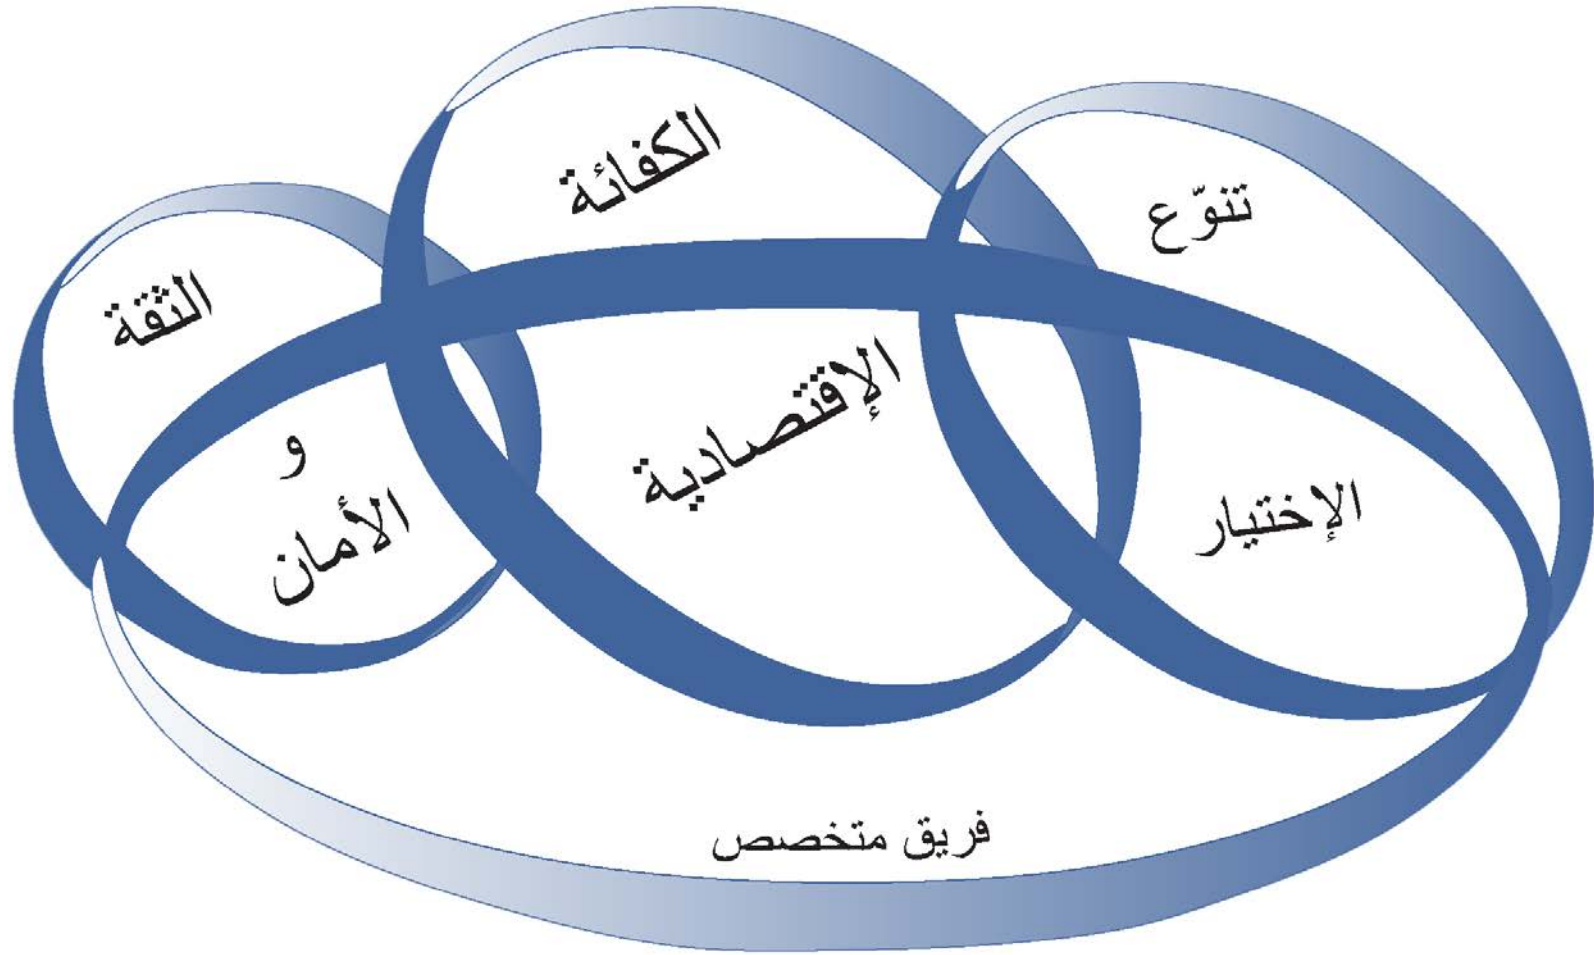 تنوّع
الإختيار
الكفائة
الإقتصادية
الثقة
و
الأمان
فريق متخصص